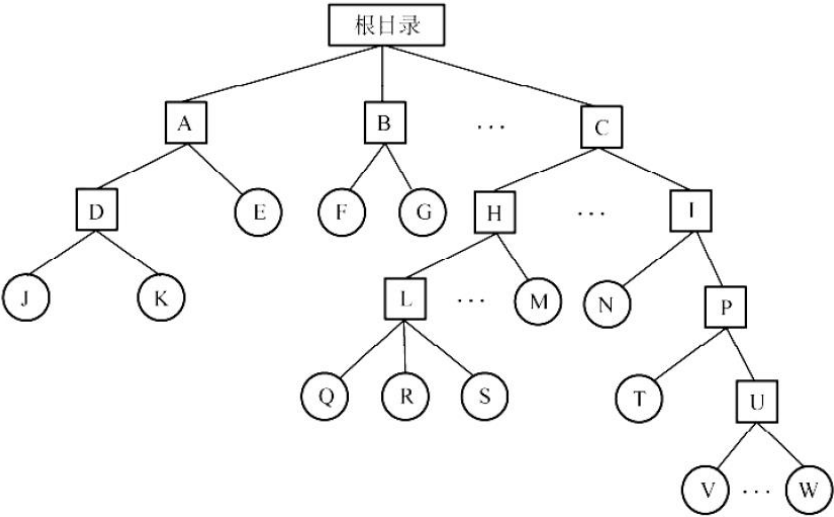 根目录
A B ... C
D E F G H ... I
J K L ... M N P
Q R S T U
V ... W